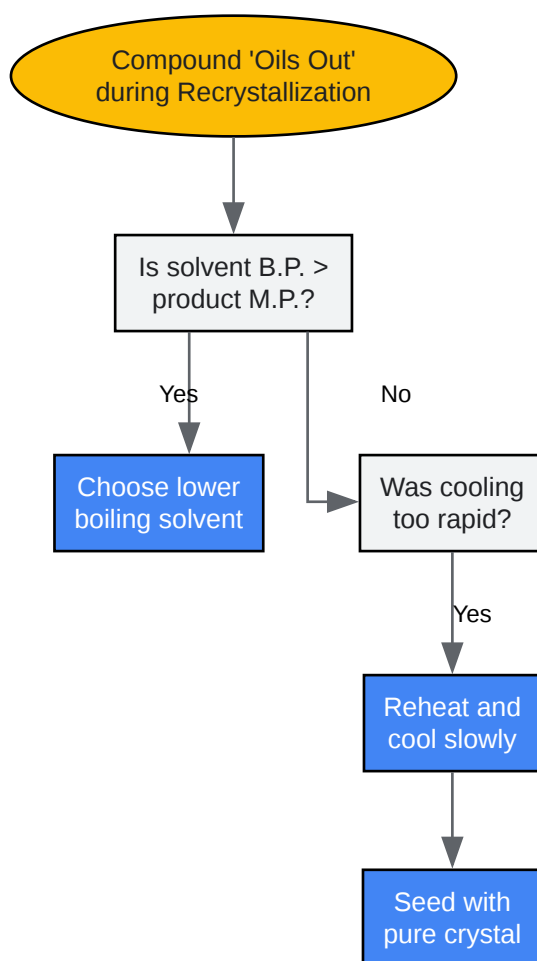 Compound 'Oils Out'
during Recrystallization
Is solvent B.P. >
product M.P.?
Yes
No
Choose lower
boiling solvent
Was cooling
too rapid?
Yes
Reheat and
cool slowly
Seed with
pure crystal